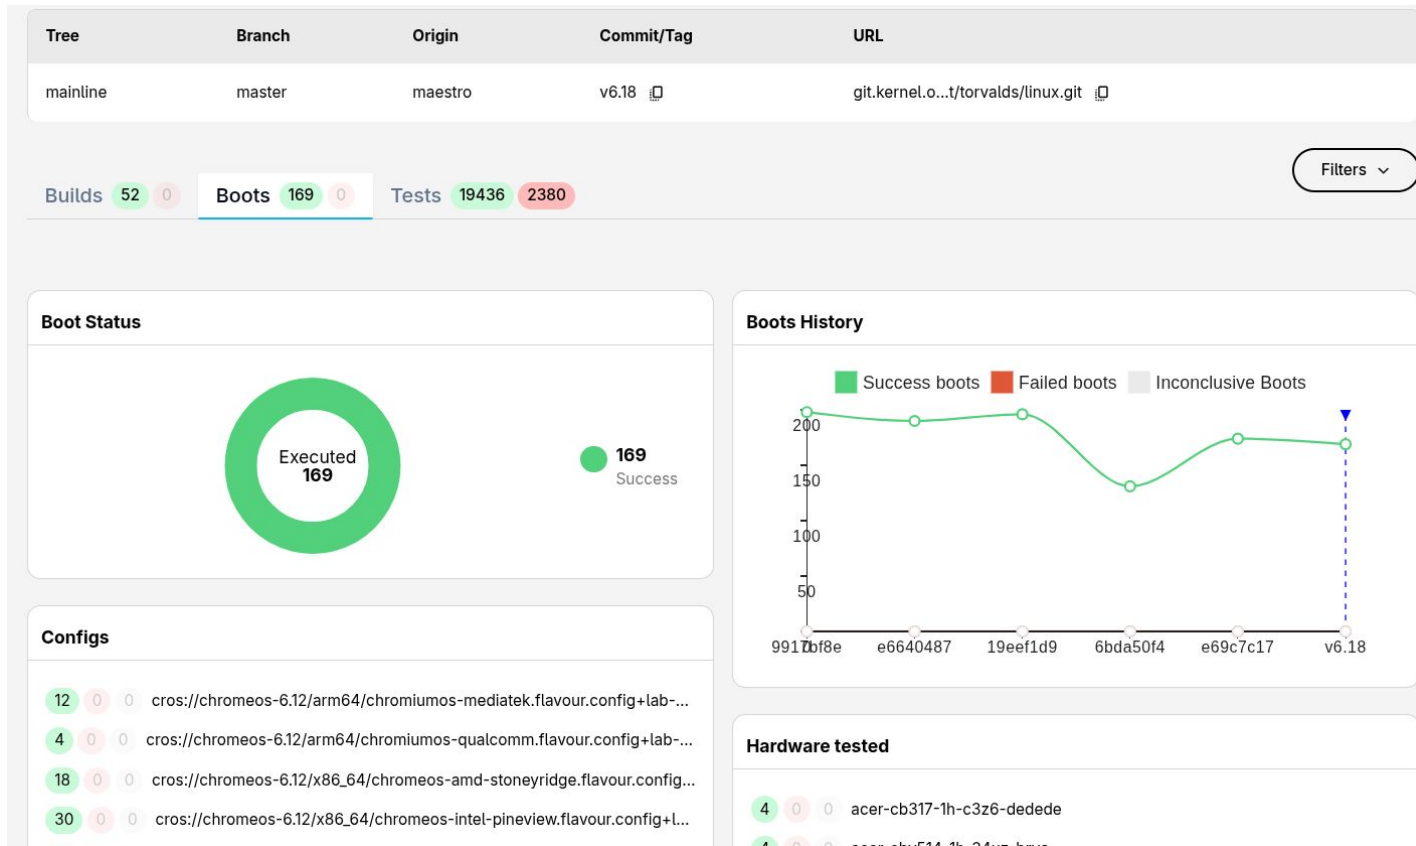 Tree Branch Origin Commit/Tag URL
mainline master maestro v6.18 git.kernel.o...t/torvalds/linux.git
Filters
Builds 52 0 Boots 169 0 Tests 19436 2380
Boot Status
Executed
169
169
Success
Configs
12 0 0 cros://chromeos-6.12/arm64/chromiumos-mediatek.flavour.config+lab-...
4 0 0 cros://chromeos-6.12/arm64/chromiumos-qualcomm.flavour.config+lab-...
18 0 0 cros://chromeos-6.12/x86_64/chromeos-amd-stoneyridge.flavour.config...
30 0 0 cros://chromeos-6.12/x86_64/chromeos-intel-pineview.flavour.config+l...
Boots History
Success boots Failed boots Inconclusive Boots
200
150
100
50
9917bf8e e6640487 19eef1d9 6bda50f4 e69c7c17 v6.18
Hardware tested
4 0 0 acer-cb317-1h-c3z6-dedede